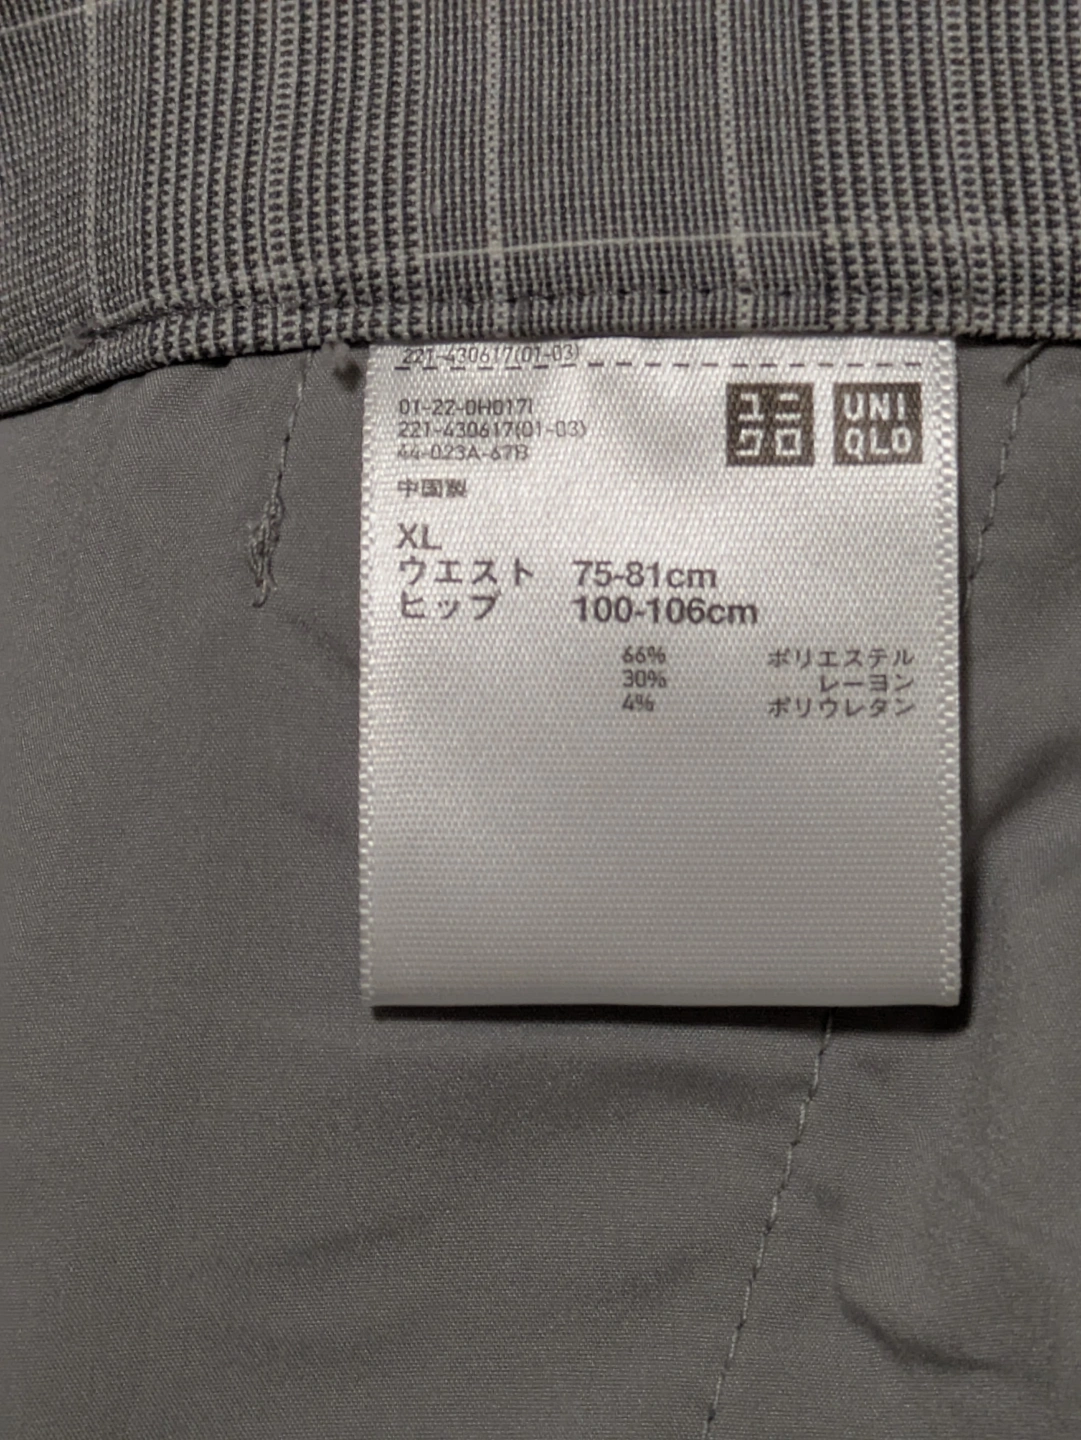 221-430617(01-03)
01-22-0H017I
221-430617(01-03)
44-023A-67B
中国製
ユニ
クロ
UNI
QLO
XL
ウエスト 75-81cm
ヒップ 100-106cm
66% ポリエステル
30% レーヨン
4% ポリウレタン